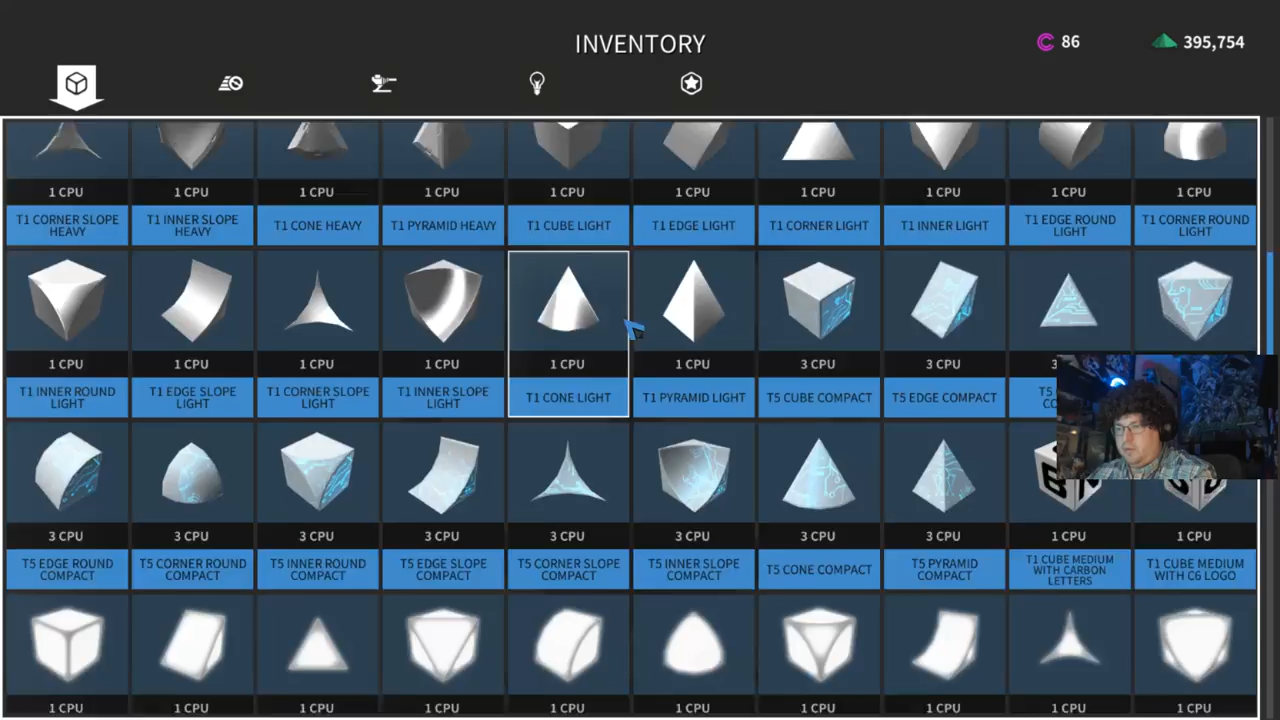 INVENTORY
86
395,754
1 CPU
1 CPU
1 CPU
1 CPU
1 CPU
1 CPU
1 CPU
1 CPU
1 CPU
1 CPU
T1 CORNER SLOPE
HEAVY
T1 INNER SLOPE
HEAVY
T1 CONE HEAVY
T1 PYRAMID HEAVY
T1 CUBE LIGHT
T1 EDGE LIGHT
T1 CORNER LIGHT
T1 INNER LIGHT
T1 EDGE ROUND
LIGHT
T1 CORNER ROUND
LIGHT
1 CPU
1 CPU
1 CPU
1 CPU
1 CPU
1 CPU
3 CPU
3 CPU
T1 INNER ROUND
LIGHT
T1 EDGE SLOPE
LIGHT
T1 CORNER SLOPE
LIGHT
T1 INNER SLOPE
LIGHT
T1 CONE LIGHT
T1 PYRAMID LIGHT
T5 CUBE COMPACT
T5 EDGE COMPACT
T5
3 CPU
3 CPU
3 CPU
3 CPU
3 CPU
3 CPU
3 CPU
3 CPU
1 CPU
1 CPU
T5 EDGE ROUND
COMPACT
T5 CORNER ROUND
COMPACT
T5 INNER ROUND
COMPACT
T5 EDGE SLOPE
COMPACT
T5 CORNER SLOPE
COMPACT
T5 INNER SLOPE
COMPACT
T5 CONE COMPACT
T5 PYRAMID
COMPACT
T1 CUBE MEDIUM
WITH CARBON
LETTERS
T1 CUBE MEDIUM
WITH C6 LOGO
1 CPU
1 CPU
1 CPU
1 CPU
1 CPU
1 CPU
1 CPU
1 CPU
1 CPU
1 CPU